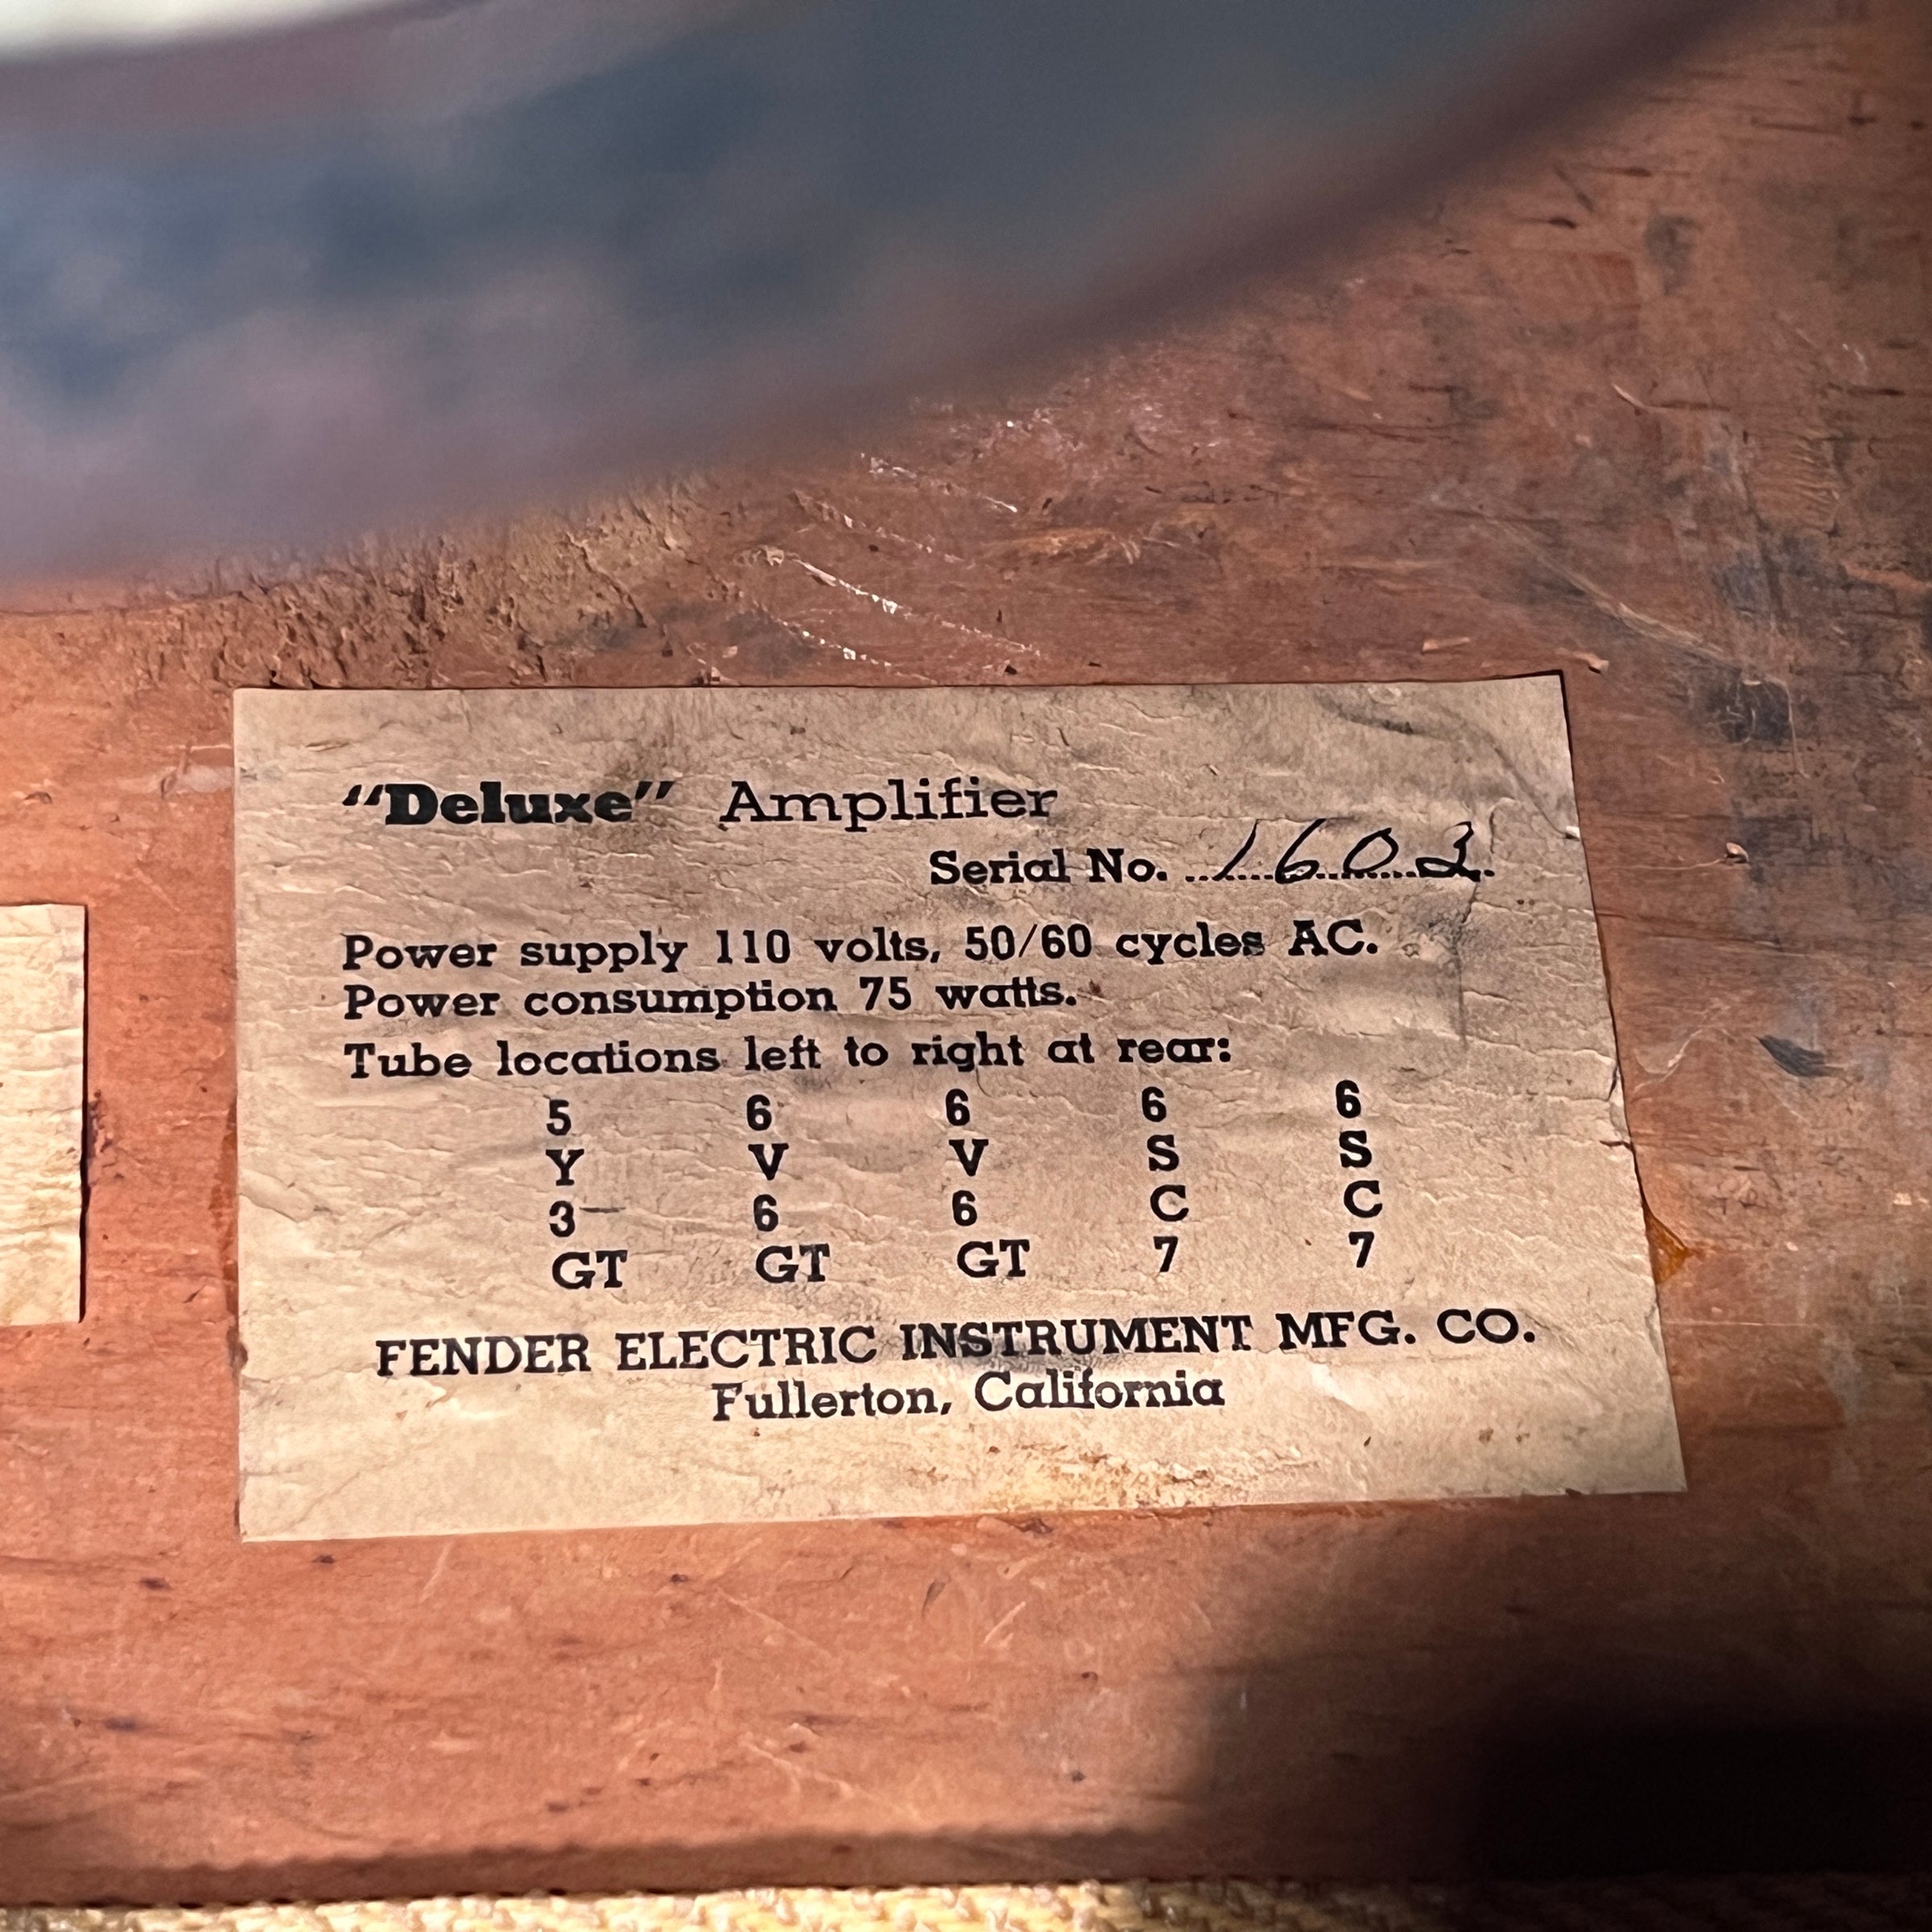 "Deluxe" Amplifier
Serial No. 1602
Power supply 110 volts, 50/60 cycles AC.
Power consumption 75 watts.
Tube locations left to right at rear:
5 6 6 6 6
Y V V S S
3 6 6 C C
GT GT GT 7 7
FENDER ELECTRIC INSTRUMENT MFG. CO.
Fullerton, California